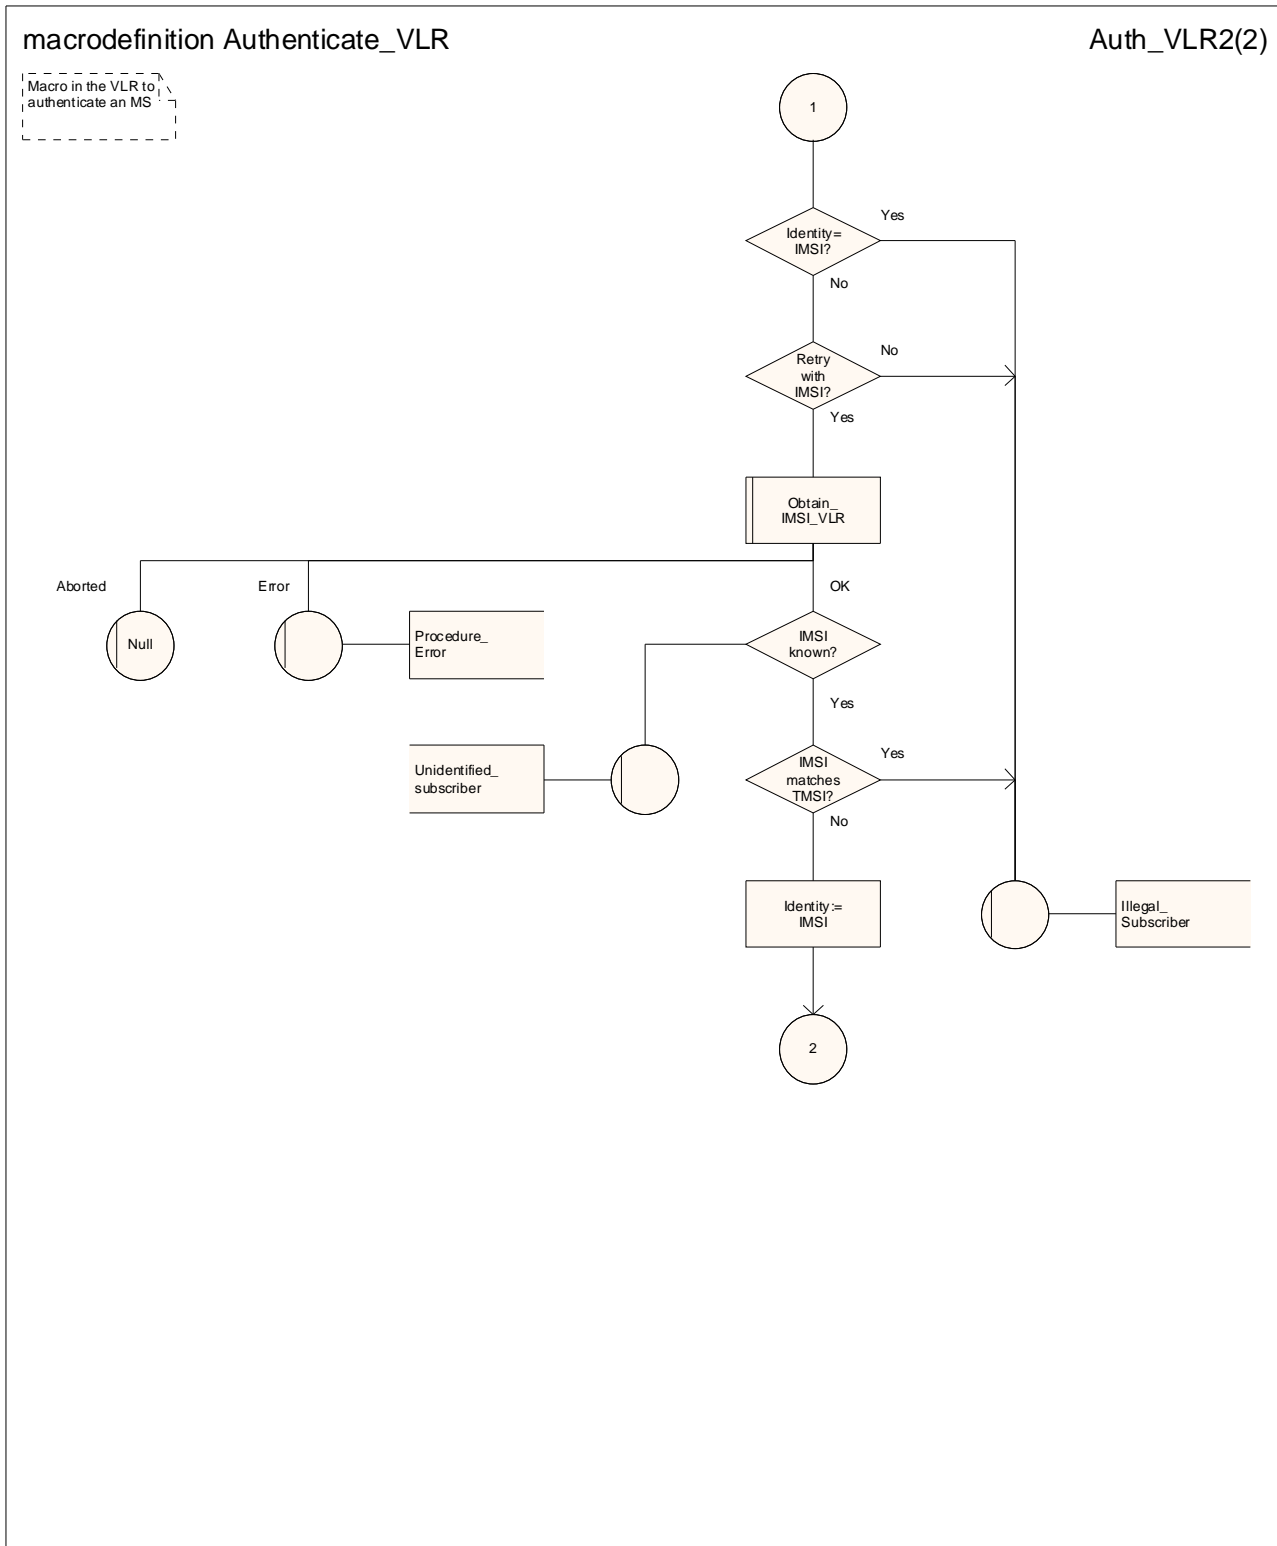 macrodefinition Authenticate_VLR
Auth_VLR2(2)
Macro in the VLR to
authenticate an MS
1
Identity=
IMSI?
Yes
No
Retry
with
IMSI?
No
Yes
Obtain_
IMSI_VLR
Aborted
Error
OK
Null
Procedure_
Error
IMSI
known?
Yes
Unidentified_
subscriber
IMSI
matches
TMSI?
Yes
No
Identity:=
IMSI
Illegal_
Subscriber
2